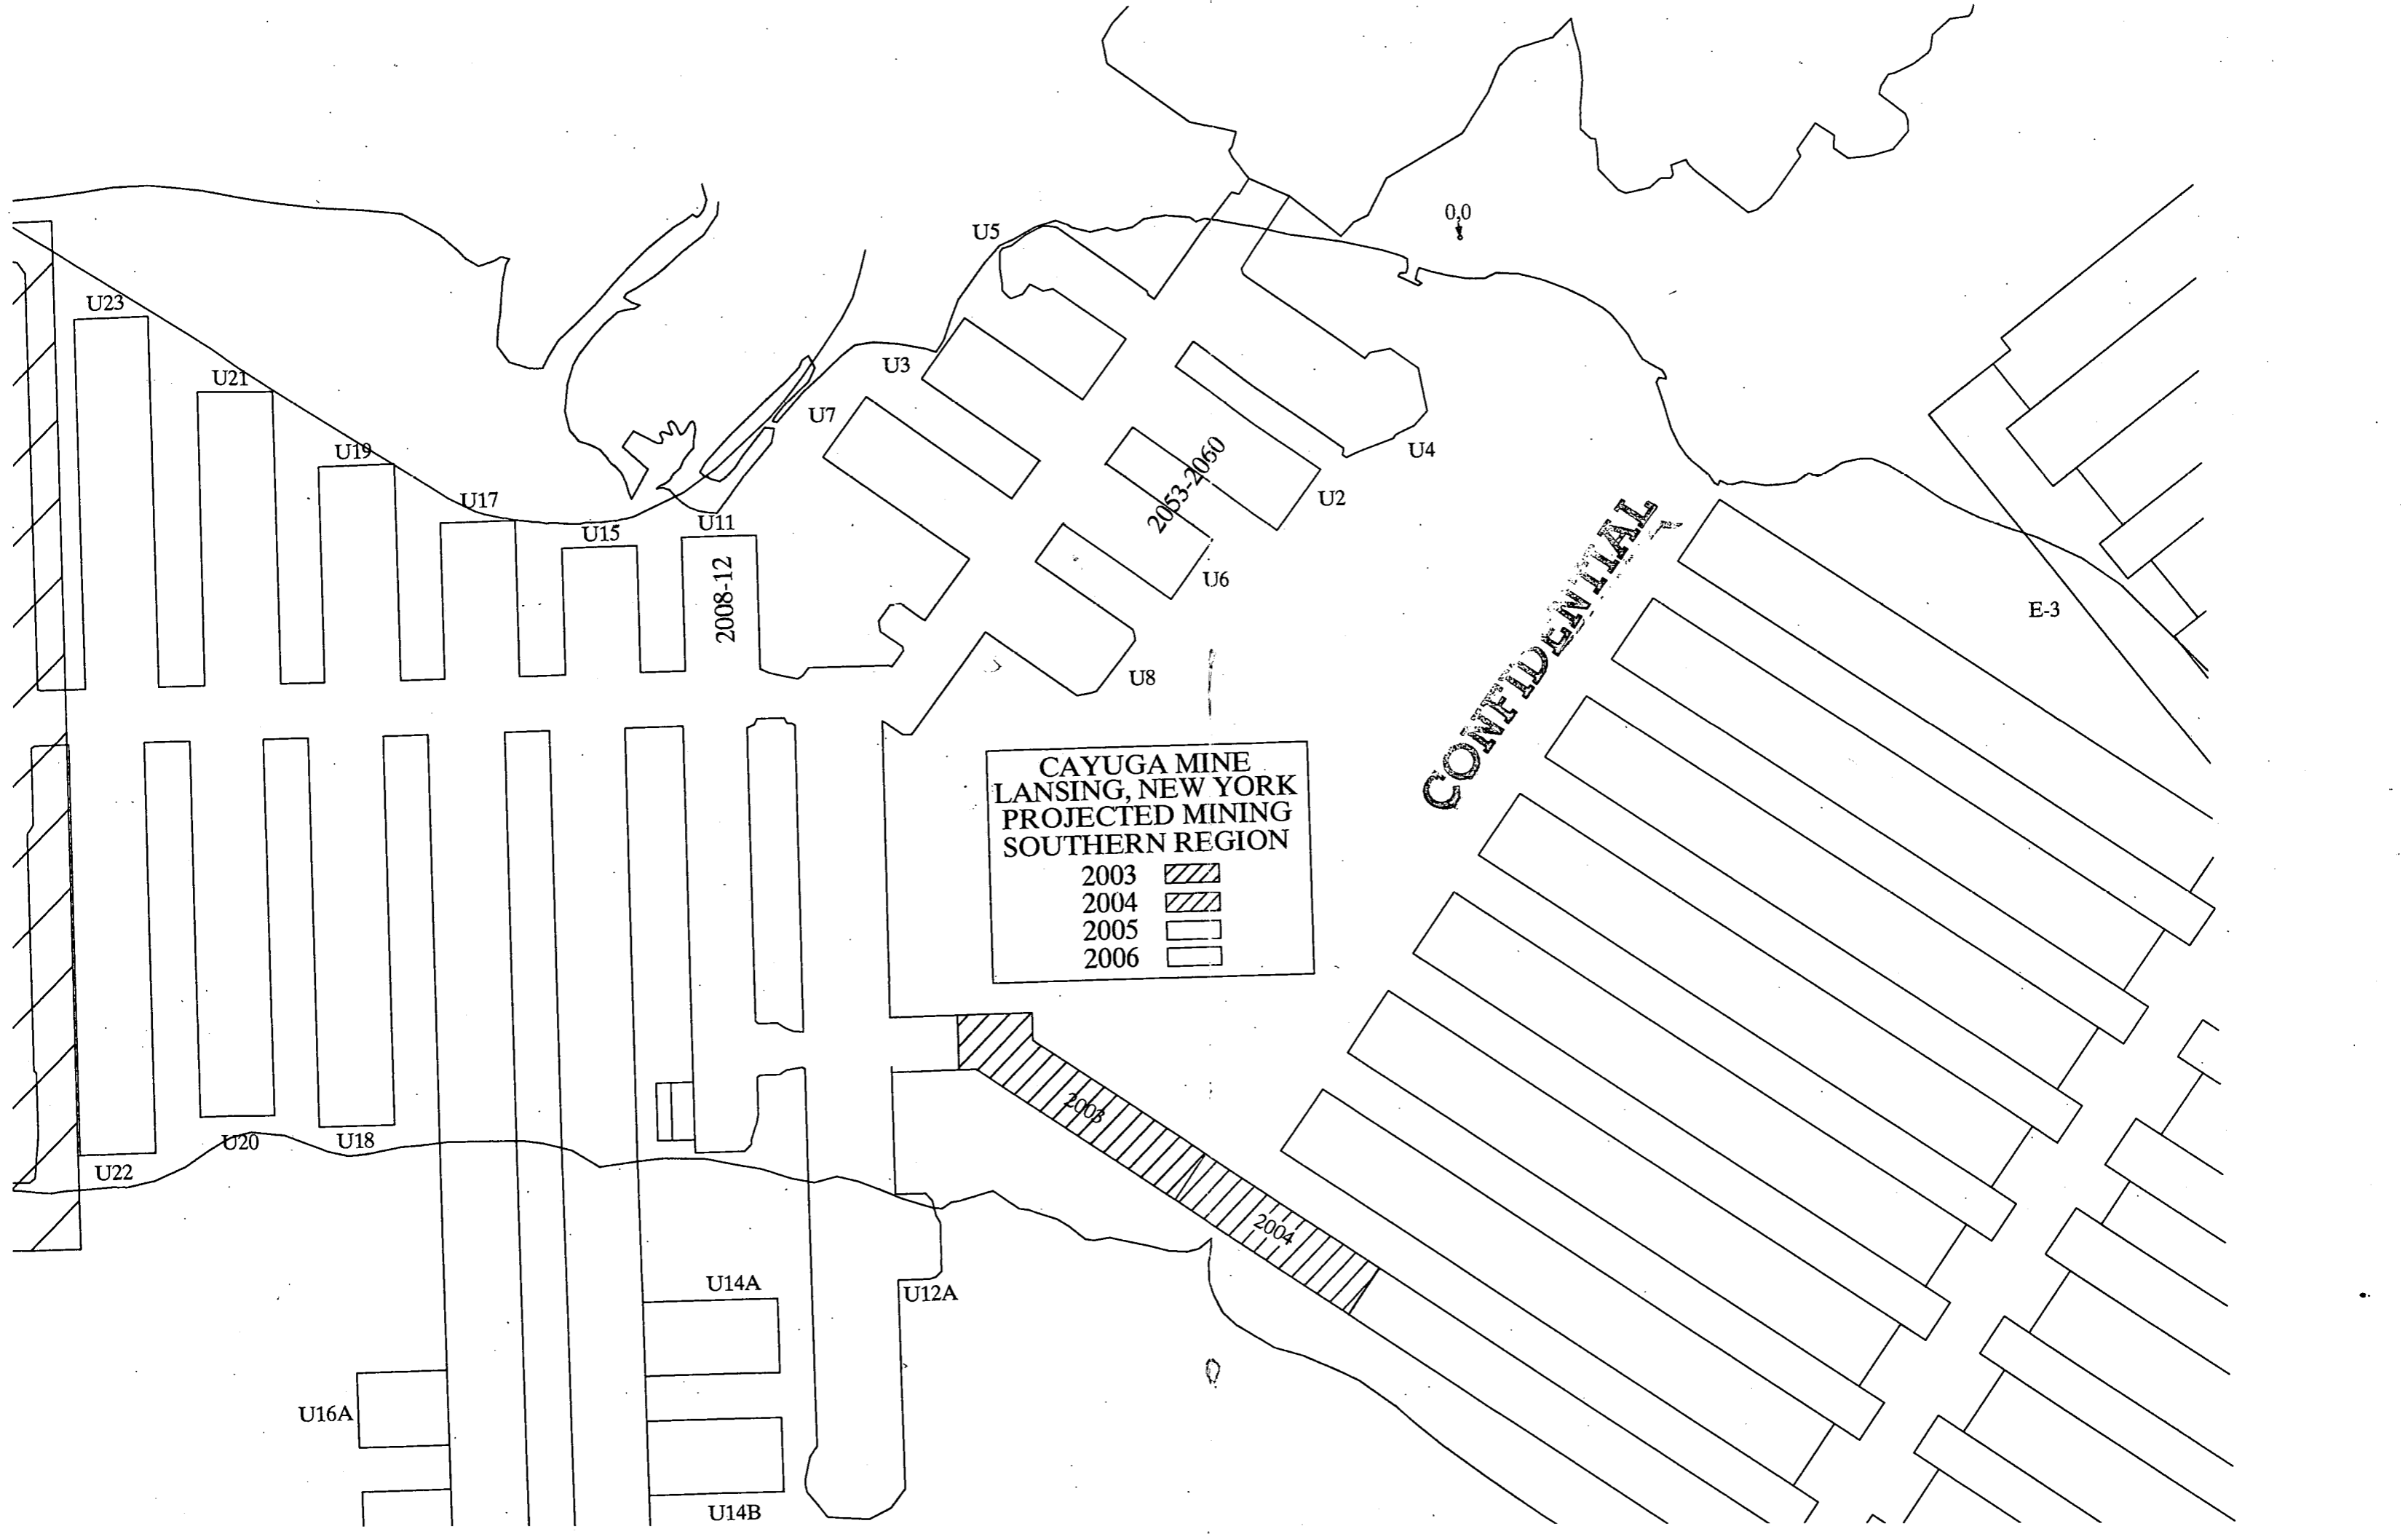 0,0
U5
U23
U3
U21
U7
U4
U19
2053-2060
U2
U17
U11
U15
2008-12
U6
CONFIDENTIAL
E-3
U8
CAYUGA MINE
LANSING, NEW YORK
PROJECTED MINING
SOUTHERN REGION
2003
2004
2005
2006
2003
U20
U18
U22
2004
U14A
U12A
U16A
U14B